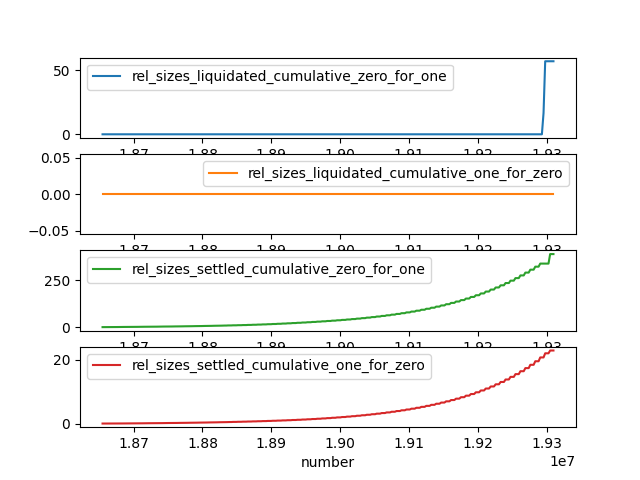 rel_sizes_liquidated_cumulative_zero_for_one
50
0
1.87 1.88 1.89 1.90 1.91 1.92 1.93
rel_sizes_liquidated_cumulative_one_for_zero
0.05
0.00
−0.05
1.87 1.88 1.89 1.90 1.91 1.92 1.93
rel_sizes_settled_cumulative_zero_for_one
250
0
1.87 1.88 1.89 1.90 1.91 1.92 1.93
rel_sizes_settled_cumulative_one_for_zero
20
0
1.87 1.88 1.89 1.90 1.91 1.92 1.93
number
1e7